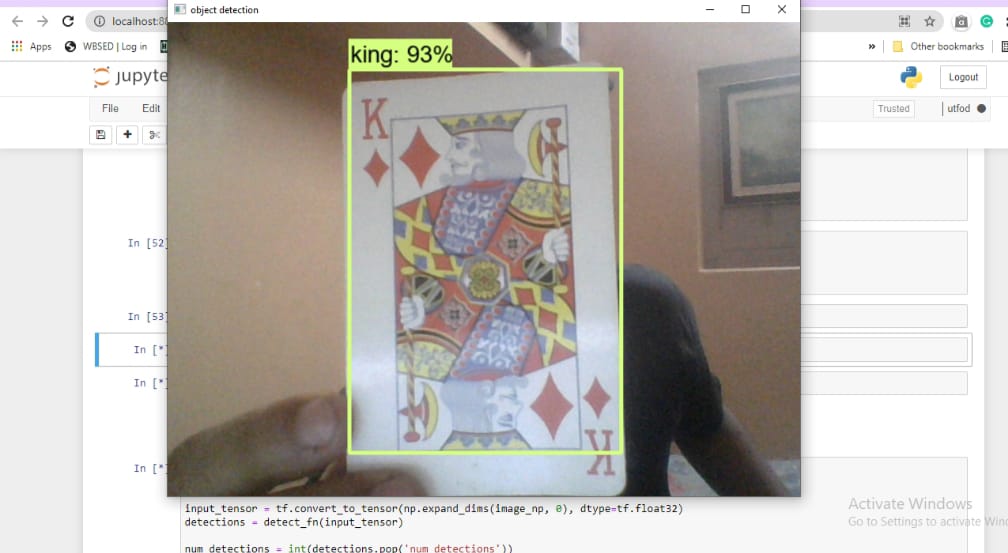 object detection
localhost:8
Apps
WBSED | Log in
»
Other bookmarks
jupyte
Logout
File
Edit
Trusted
utfod
king: 93%
K
K
In [52]
In [53]
In [*]
In [*]
In [*]
input_tensor = tf.convert_to_tensor(np.expand_dims(image_np, 0), dtype=tf.float32)
detections = detect_fn(input_tensor)
num_detections = int(detections.pop('num_detections'))
Activate Windows
Go to Settings to activate Win